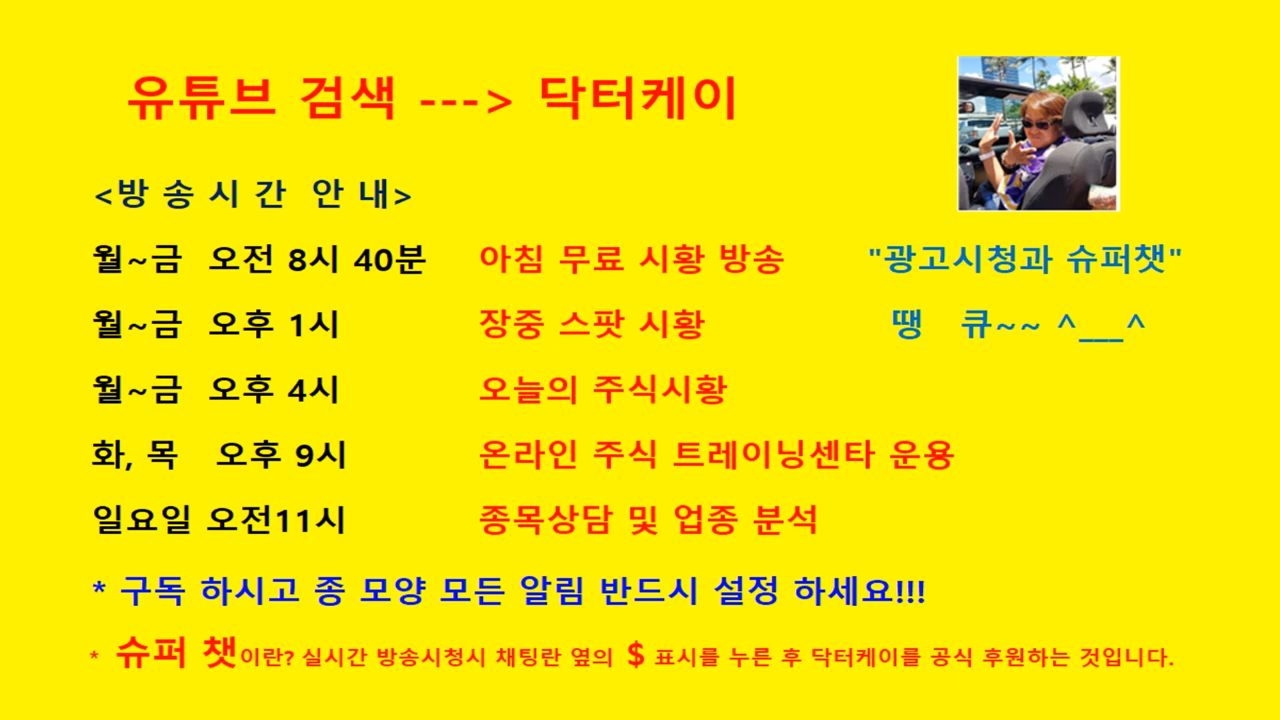 유튜브 검색 ---> 닥터케이
<방 송 시 간 안 내>
월~금 오전 8시 40분 아침 무료 시황 방송 "광고시청과 슈퍼챗"
월~금 오후 1시 장중 스팟 시황 땡 큐~~ ^___^
월~금 오후 4시 오늘의 주식시황
화, 목 오후 9시 온라인 주식 트레이닝센타 운용
일요일 오전11시 종목상담 및 업종 분석
* 구독 하시고 종 모양 모든 알림 반드시 설정 하세요!!!
* 슈퍼 챗이란? 실시간 방송시청시 채팅란 옆의 $ 표시를 누른 후 닥터케이를 공식 후원하는 것입니다.